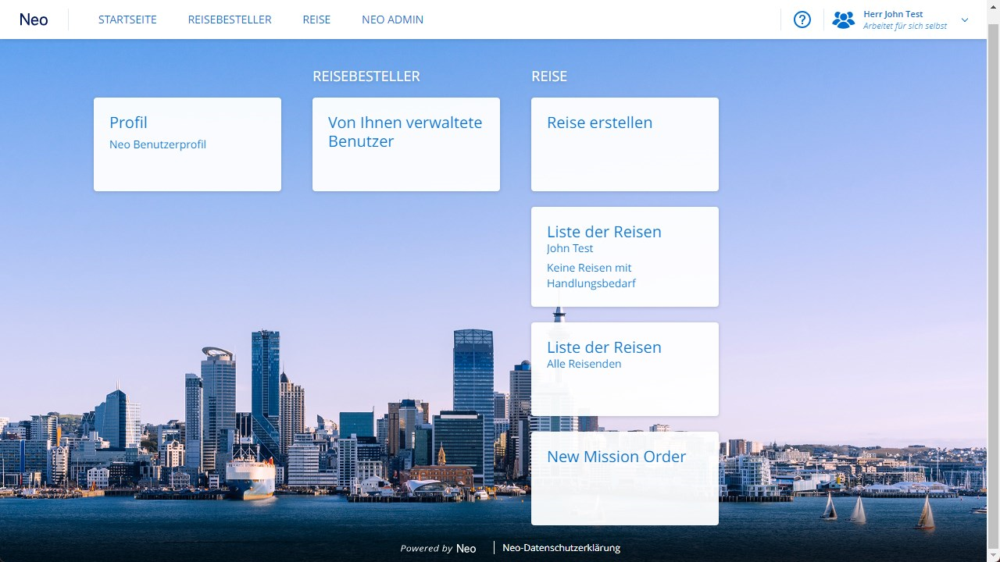 Neo
STARTSEITE
REISEBESTELLER
REISE
NEO ADMIN
Herr John Test
Arbeitet für sich selbst
REISEBESTELLER
REISE
Profil
Neo Benutzerprofil
Von Ihnen verwaltete
Benutzer
Reise erstellen
Liste der Reisen
John Test
Keine Reisen mit
Handlungsbedarf
Liste der Reisen
Alle Reisenden
New Mission Order
Powered by Neo
Neo-Datenschutzerklärung